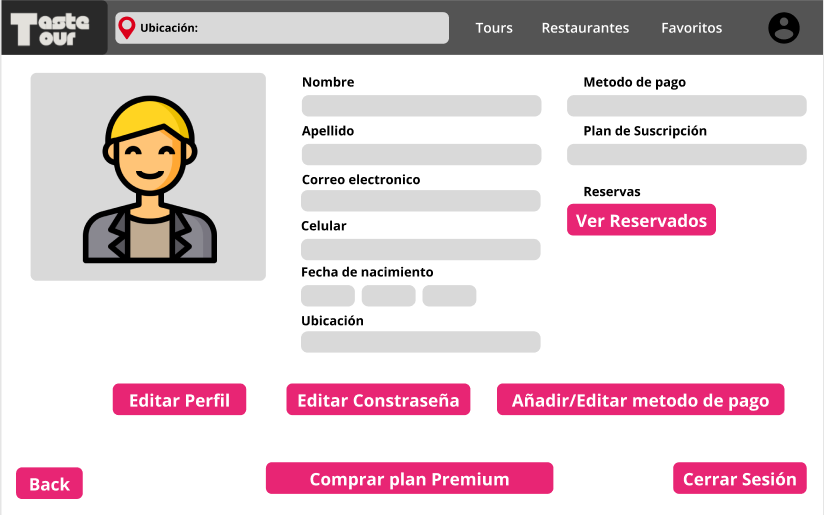 Taste
Tour
Ubicación:
Tours
Restaurantes
Favoritos
Nombre
Apellido
Correo electronico
Celular
Fecha de nacimiento
Ubicación
Metodo de pago
Plan de Suscripción
Reservas
Ver Reservados
Editar Perfil
Editar Constraseña
Añadir/Editar metodo de pago
Back
Comprar plan Premium
Cerrar Sesión